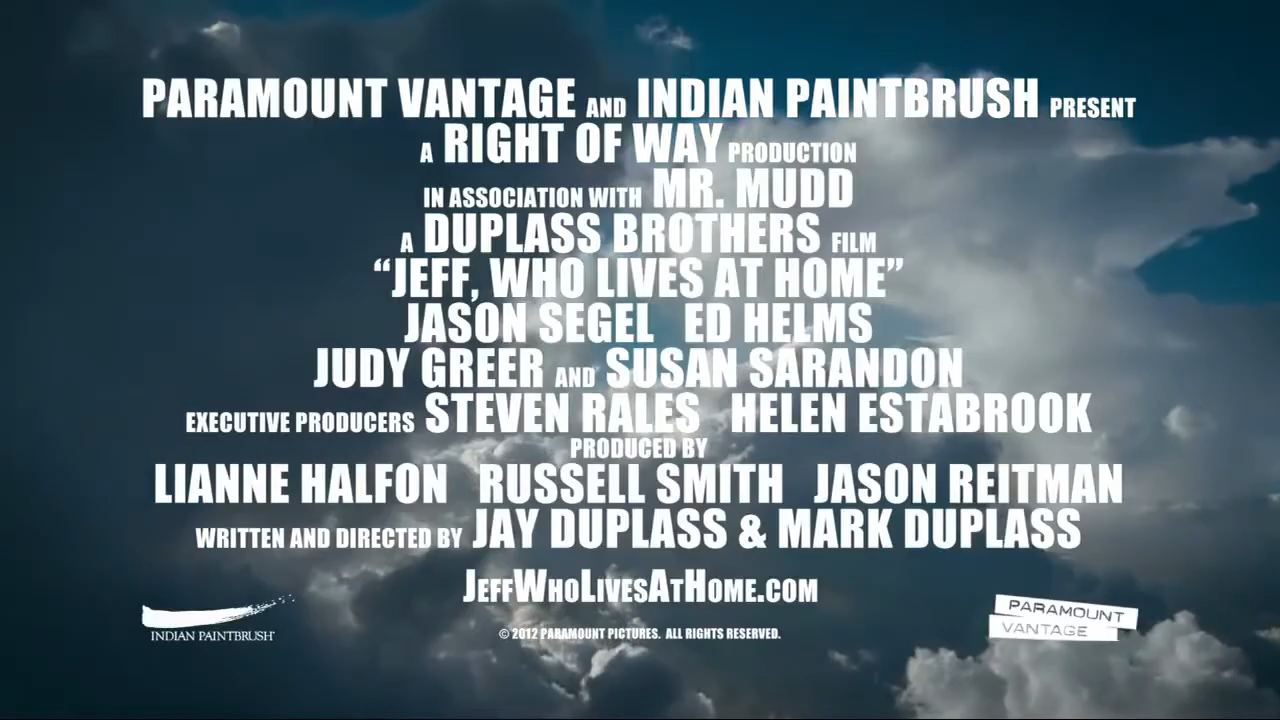 PARAMOUNT VANTAGE AND INDIAN PAINTBRUSH PRESENT
A RIGHT OF WAY PRODUCTION
IN ASSOCIATION WITH MR. MUDD
A DUPLASS BROTHERS FILM
“JEFF, WHO LIVES AT HOME”
JASON SEGEL ED HELMS
JUDY GREER AND SUSAN SARANDON
EXECUTIVE PRODUCERS STEVEN RALES HELEN ESTABROOK
PRODUCED BY
LIANNE HALFON RUSSELL SMITH JASON REITMAN
WRITTEN AND DIRECTED BY JAY DUPLASS & MARK DUPLASS
JEFFWHOLIVESATHOME.COM
INDIAN PAINTBRUSH
© 2012 PARAMOUNT PICTURES. ALL RIGHTS RESERVED.
PARAMOUNT
VANTAGE